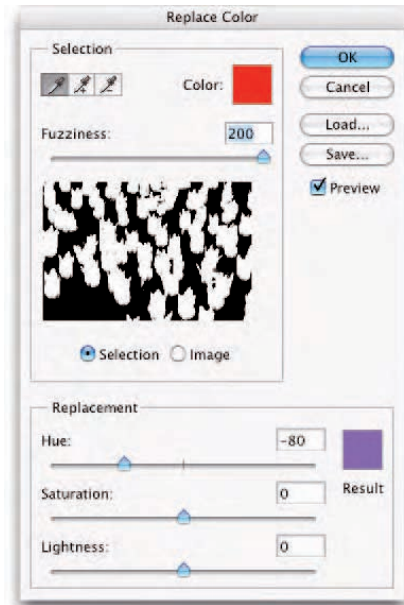 Replace Color
Selection
Color:
Fuzziness: 200
Selection Image
OK
Cancel
Load...
Save...
Preview
Replacement
Hue: -80
Result
Saturation: 0
Lightness: 0